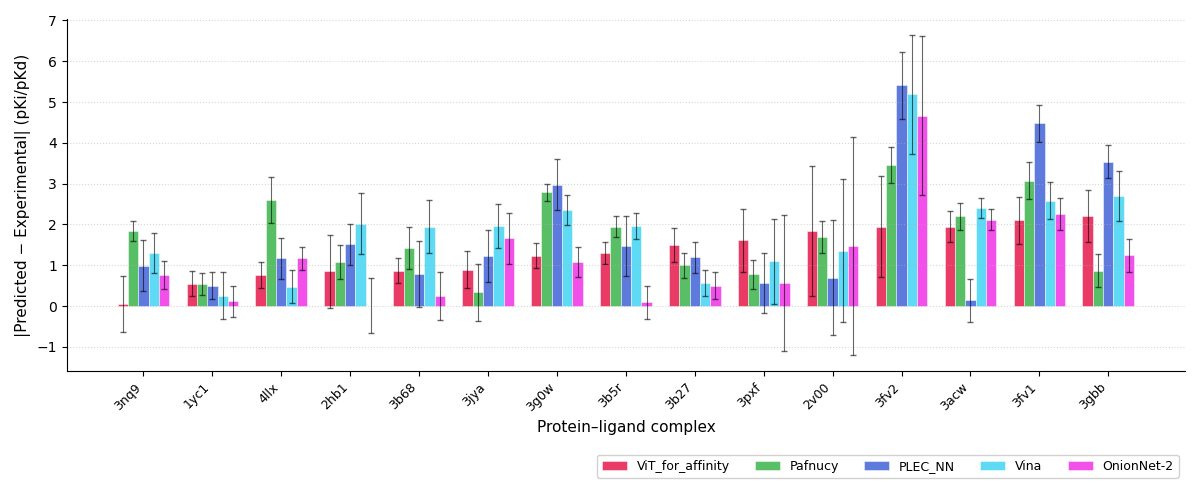 7
6
5
4
3
2
1
0
−1
|Predicted − Experimental| (pKi/pKd)
3nq9 1yc1 4llx 2hb1 3b68 3jya 3g0w 3b5r 3b27 3pxf 2v00 3fv2 3acw 3fv1 3gbb
Protein–ligand complex
ViT_for_affinity Pafnucy PLEC_NN Vina OnionNet-2